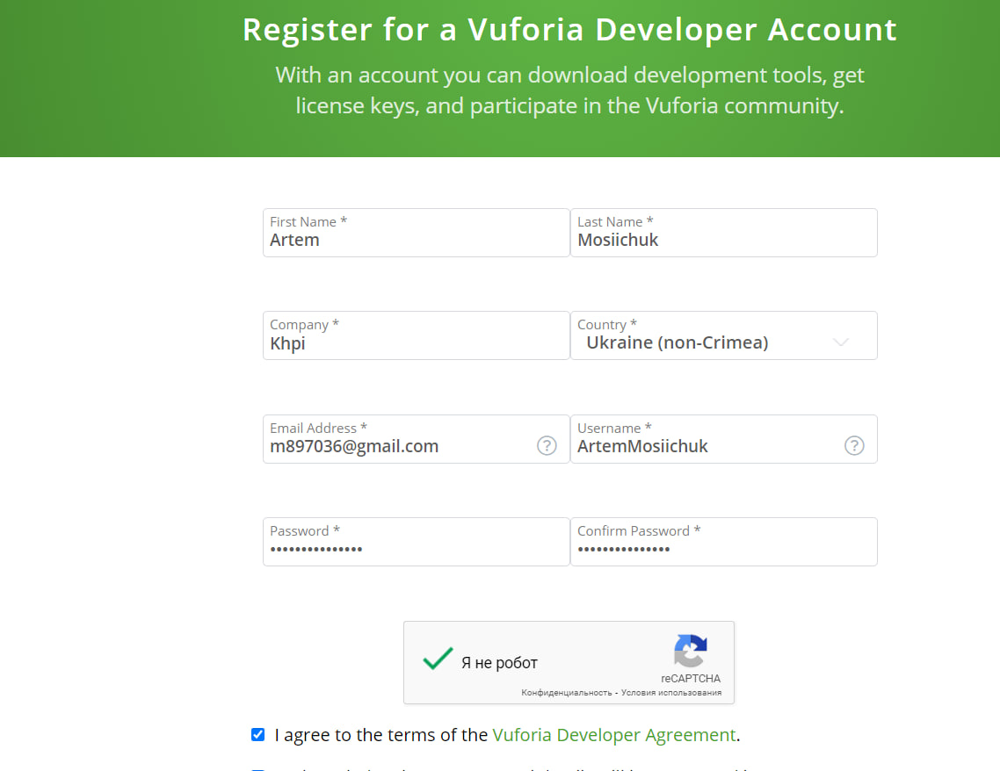 Register for a Vuforia Developer Account
With an account you can download development tools, get
license keys, and participate in the Vuforia community.
First Name * Last Name *
Artem Mosiichuk
Company * Country *
Khpi Ukraine (non-Crimea)
Email Address * Username *
m897036@gmail.com ? ArtemMosiichuk ?
Password * Confirm Password *
••••••••••••••• •••••••••••••••
Я не робот
reCAPTCHA
Конфиденциальность - Условия использования
I agree to the terms of the Vuforia Developer Agreement.